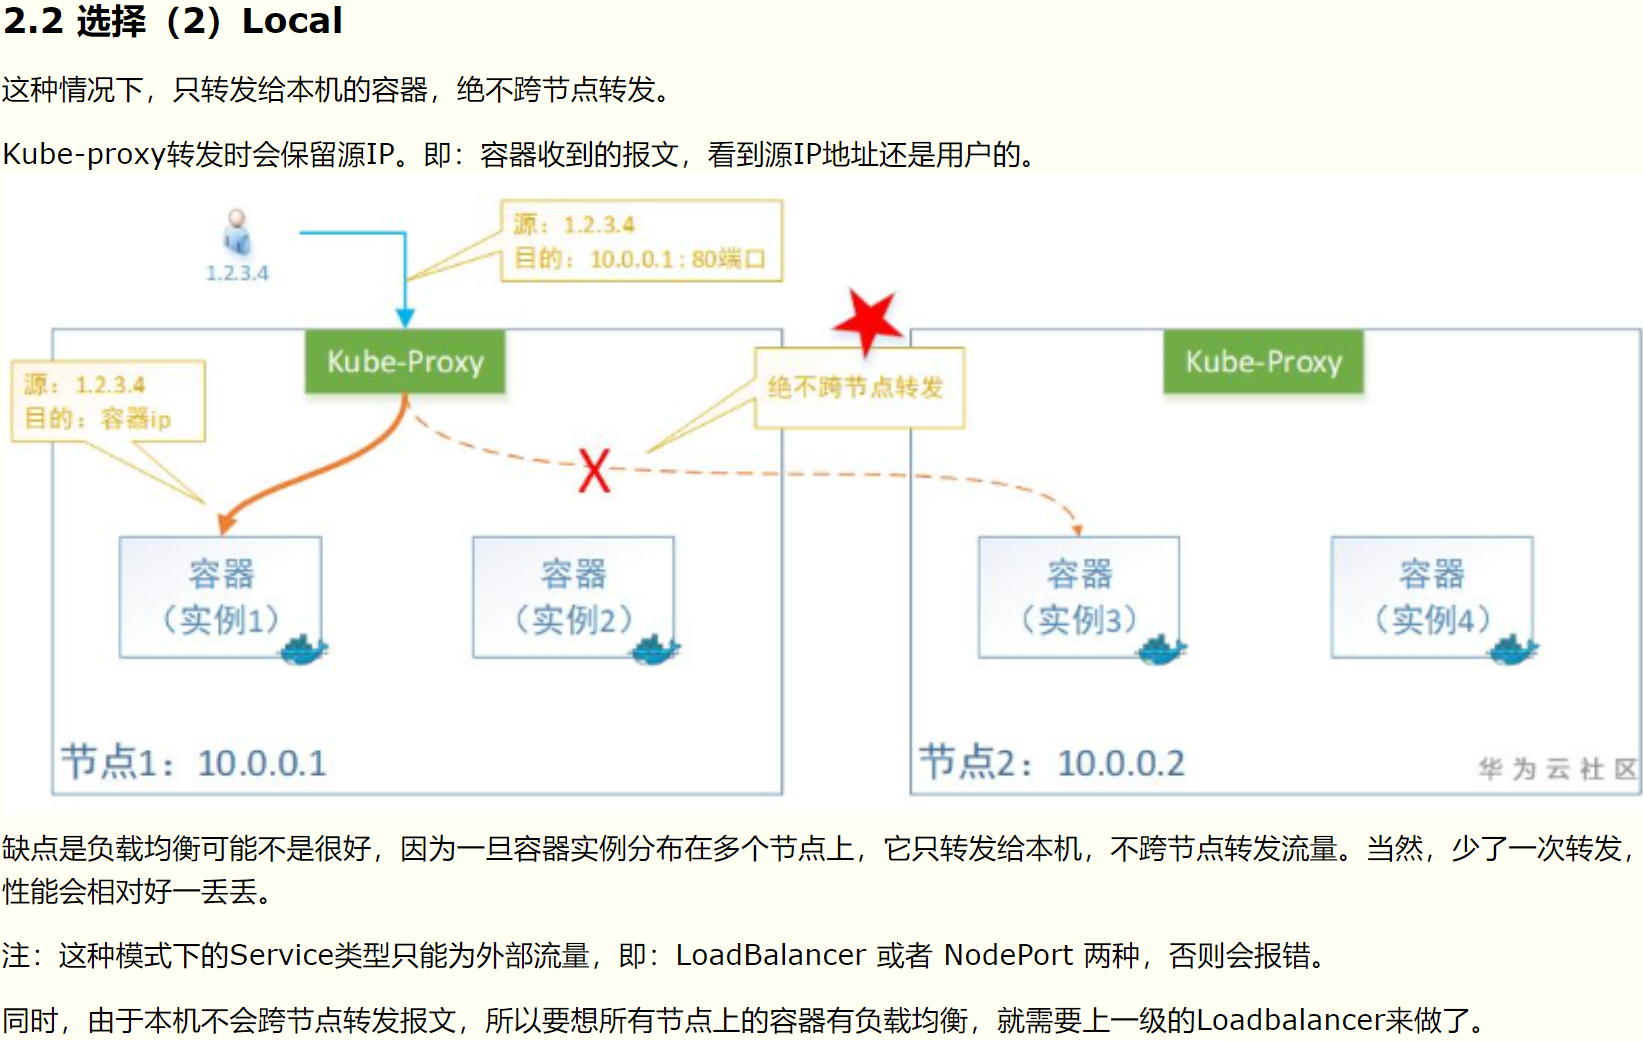 2.2 选择（2）Local
这种情况下，只转发给本机的容器，绝不跨节点转发。
Kube-proxy转发时会保留源IP。即：容器收到的报文，看到源IP地址还是用户的。
1.2.3.4
源：1.2.3.4
目的：10.0.0.1 : 80端口
Kube-Proxy
Kube-Proxy
源：1.2.3.4
目的：容器ip
绝不跨节点转发
X
容器
（实例1）
容器
（实例2）
容器
（实例3）
容器
（实例4）
节点1：10.0.0.1
节点2：10.0.0.2
华为云社区
缺点是负载均衡可能不是很好，因为一旦容器实例分布在多个节点上，它只转发给本机，不跨节点转发流量。当然，少了一次转发，
性能会相对好一丢丢。
注：这种模式下的Service类型只能为外部流量，即：LoadBalancer 或者 NodePort 两种，否则会报错。
同时，由于本机不会跨节点转发报文，所以要想所有节点上的容器有负载均衡，就需要上一级的Loadbalancer来做了。